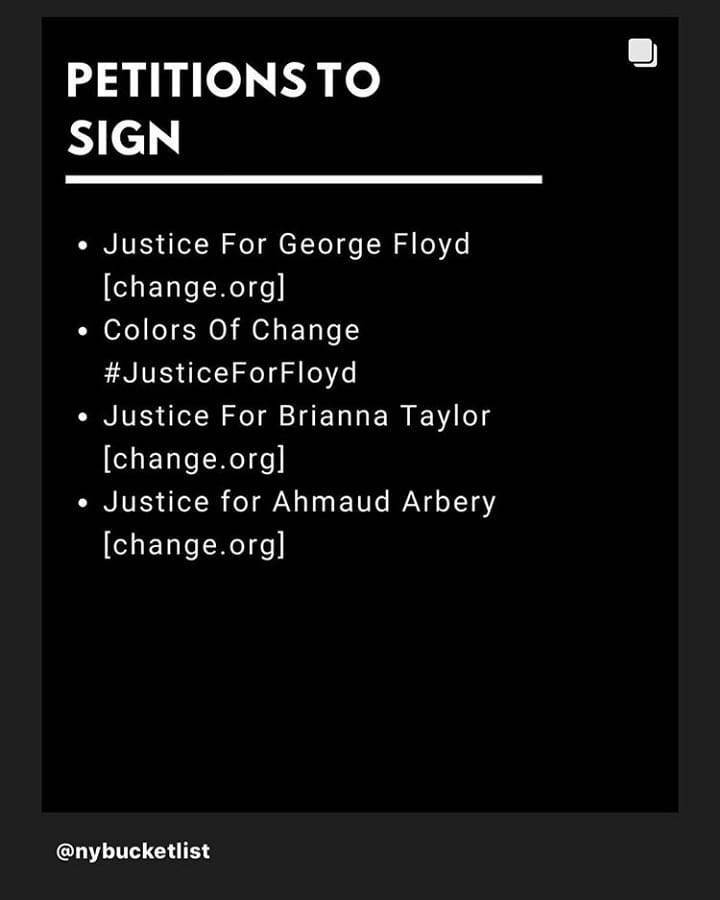 PETITIONS TO
SIGN
• Justice For George Floyd
[change.org]
• Colors Of Change
#JusticeForFloyd
• Justice For Brianna Taylor
[change.org]
• Justice for Ahmaud Arbery
[change.org]
@nybucketlist